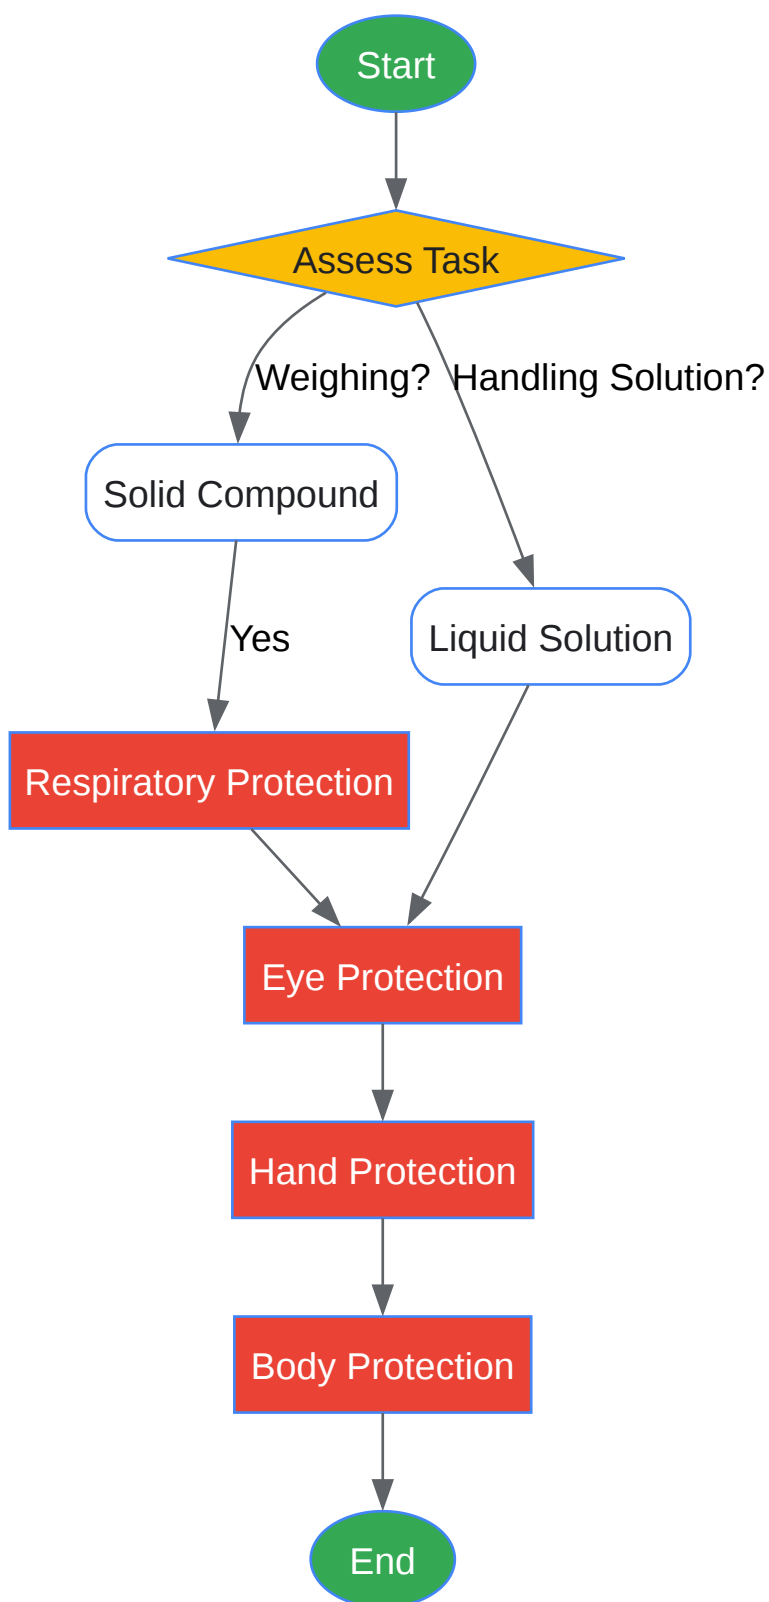 Start
Assess Task
Weighing?
Handling Solution?
Solid Compound
Liquid Solution
Yes
Respiratory Protection
Eye Protection
Hand Protection
Body Protection
End